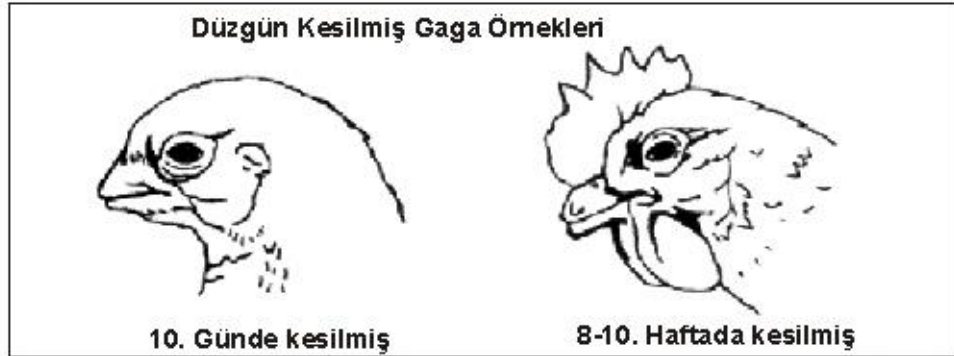 Düzgün Kesilmiş Gaga Örnekleri
10. Günde kesilmiş
8-10. Haftada kesilmiş